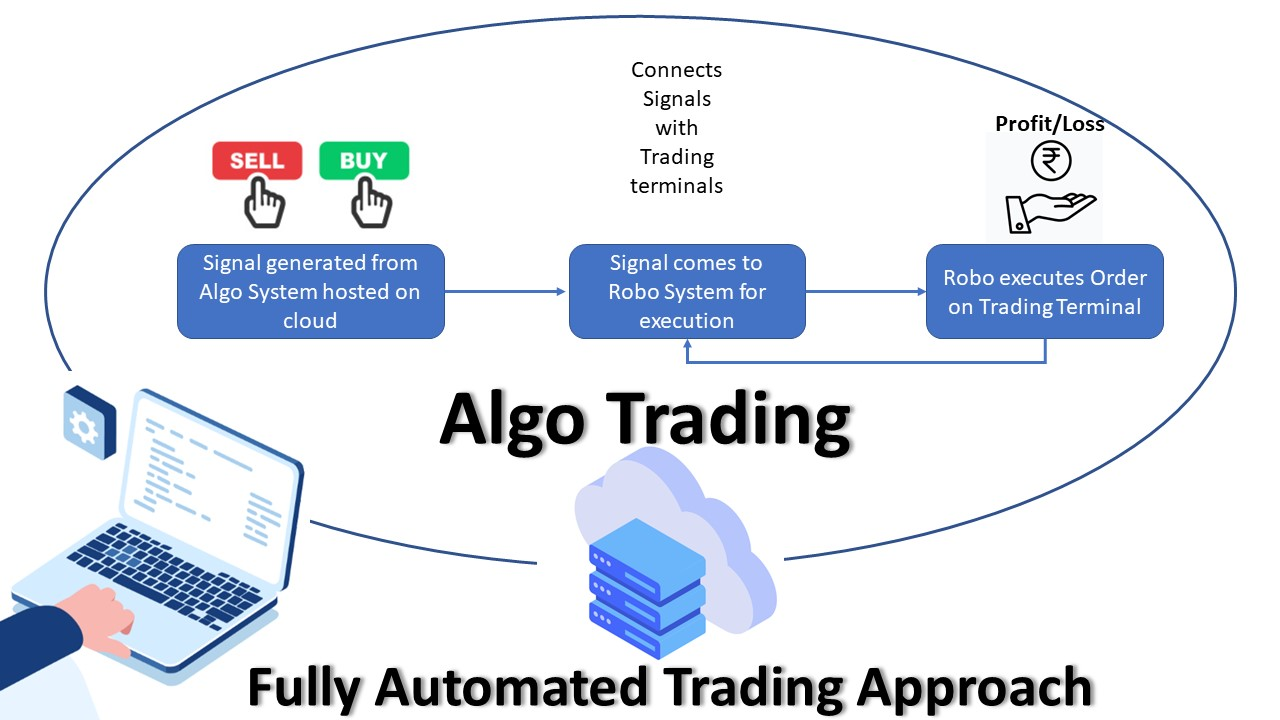 Connects
Signals
with
Trading
terminals
Profit/Loss
SELL
BUY
Signal generated from
Algo System hosted on
cloud
Signal comes to
Robo System for
execution
Robo executes Order
on Trading Terminal
Algo Trading
Fully Automated Trading Approach